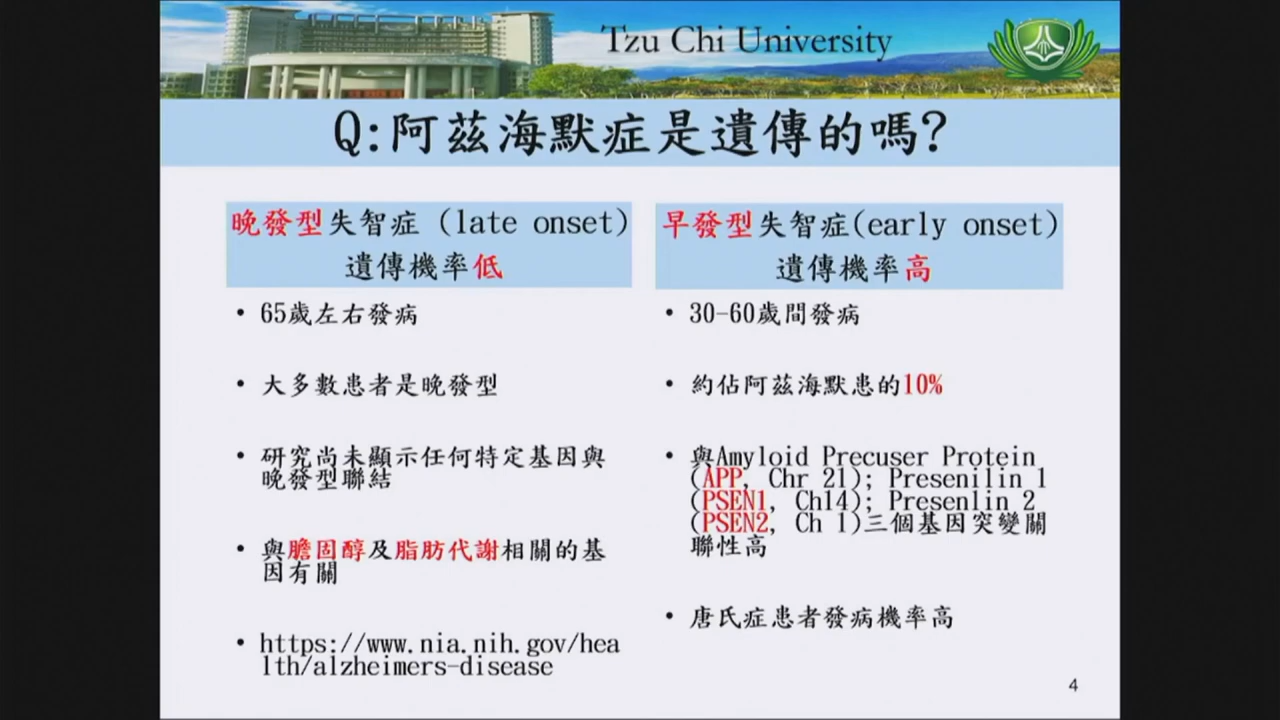 Tzu Chi University
Q:阿茲海默症是遺傳的嗎?
晚發型失智症 (late onset)
遺傳機率低
• 65歲左右發病
• 大多數患者是晚發型
• 研究尚未顯示任何特定基因與
晚發型聯結
• 與膽固醇及脂肪代謝相關的基
因有關
• https://www.nia.nih.gov/hea
lth/alzheimers-disease
早發型失智症(early onset)
遺傳機率高
• 30-60歲間發病
• 約佔阿茲海默患的10%
• 與Amyloid Precuser Protein
(APP, Chr 21); Presenilin 1
(PSEN1, Ch14); Presenlin 2
(PSEN2, Ch 1)三個基因突變關
聯性高
• 唐氏症患者發病機率高
4